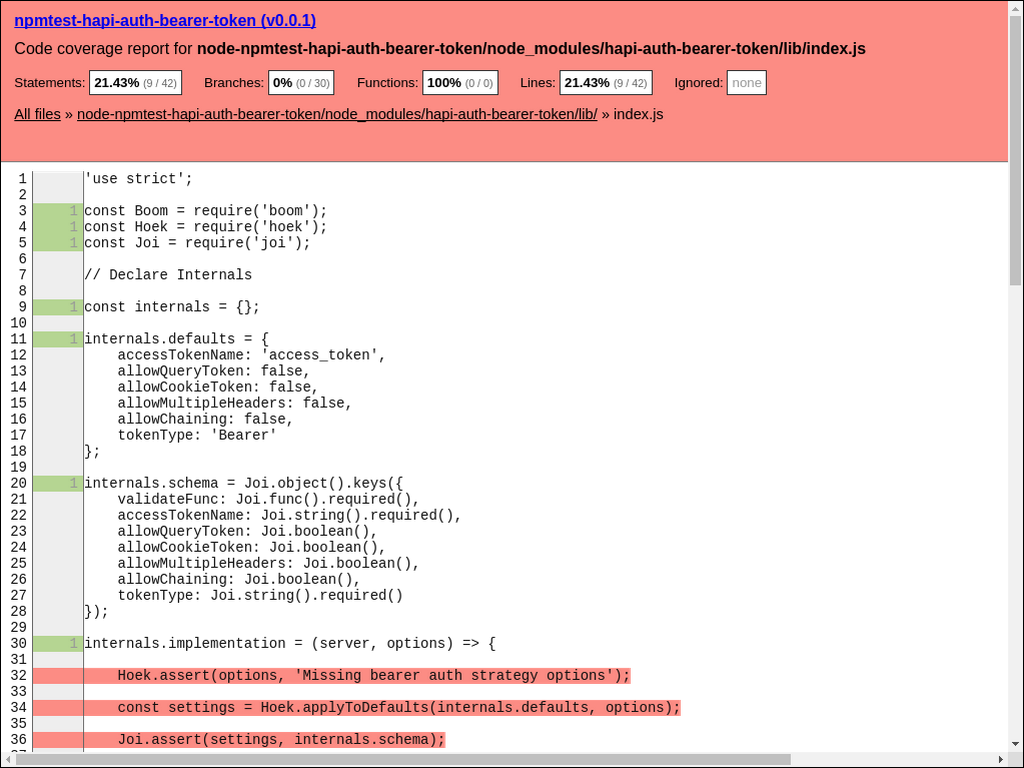 npmtest-hapi-auth-bearer-token (v0.0.1)
Code coverage report for node-npmtest-hapi-auth-bearer-token/node_modules/hapi-auth-bearer-token/lib/index.js
Statements: 21.43% (9 / 42) Branches: 0% (0 / 30) Functions: 100% (0 / 0) Lines: 21.43% (9 / 42) Ignored: none
All files » node-npmtest-hapi-auth-bearer-token/node_modules/hapi-auth-bearer-token/lib/ » index.js
1 'use strict';
2
3 1 const Boom = require('boom');
4 1 const Hoek = require('hoek');
5 1 const Joi = require('joi');
6
7 // Declare Internals
8
9 1 const internals = {};
10
11 1 internals.defaults = {
12     accessTokenName: 'access_token',
13     allowQueryToken: false,
14     allowCookieToken: false,
15     allowMultipleHeaders: false,
16     allowChaining: false,
17     tokenType: 'Bearer'
18 };
19
20 1 internals.schema = Joi.object().keys({
21     validateFunc: Joi.func().required(),
22     accessTokenName: Joi.string().required(),
23     allowQueryToken: Joi.boolean(),
24     allowCookieToken: Joi.boolean(),
25     allowMultipleHeaders: Joi.boolean(),
26     allowChaining: Joi.boolean(),
27     tokenType: Joi.string().required()
28 });
29
30 1 internals.implementation = (server, options) => {
31
32     Hoek.assert(options, 'Missing bearer auth strategy options');
33
34     const settings = Hoek.applyToDefaults(internals.defaults, options);
35
36     Joi.assert(settings, internals.schema);